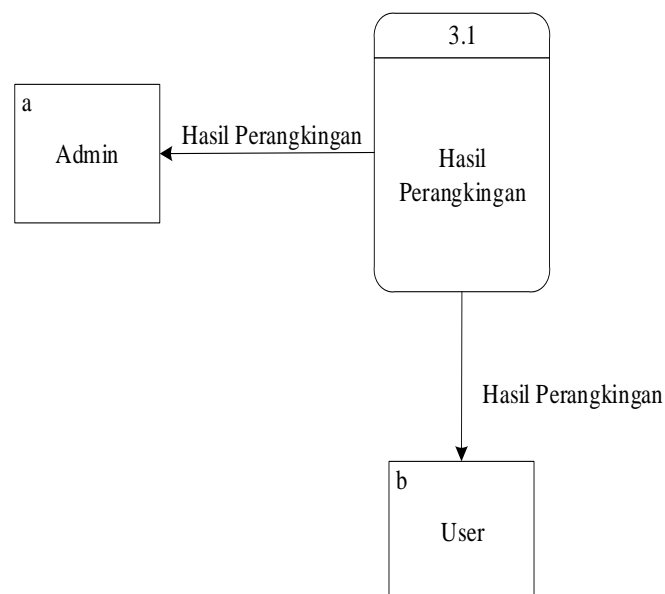 3.1
a
Admin
Hasil Perangkingan
Hasil
Perangkingan
Hasil Perangkingan
b
User